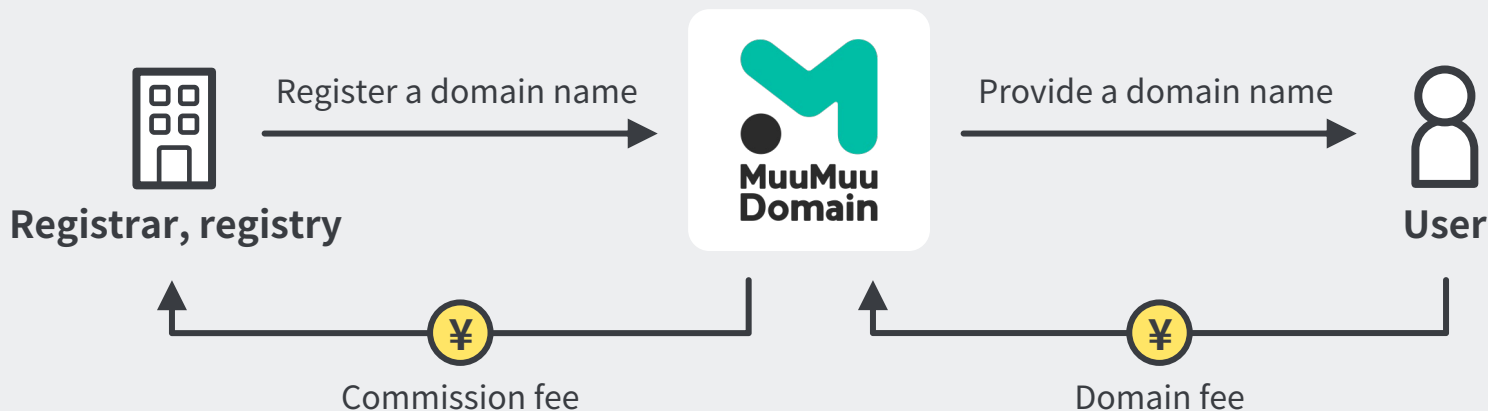 Register a domain name
Provide a domain name
MuuMuu
Domain
Registrar, registry
User
¥
¥
Commission fee
Domain fee